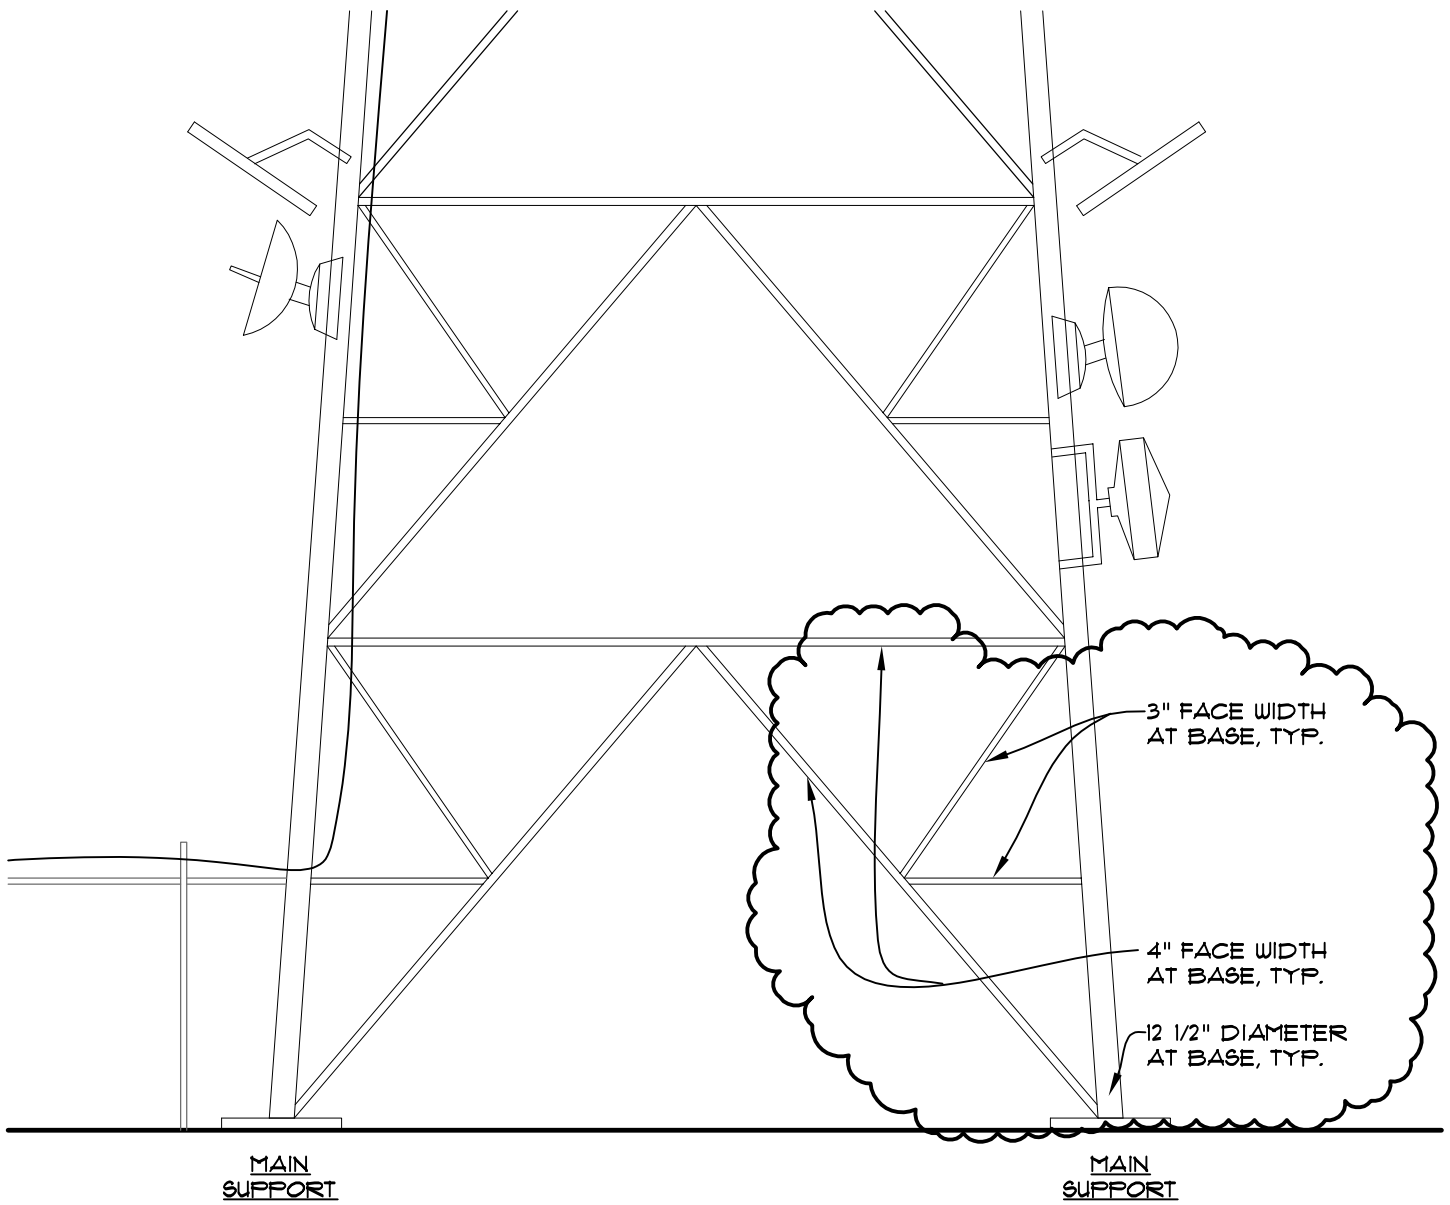 3" FACE WIDTH
AT BASE, TYP.
4" FACE WIDTH
AT BASE, TYP.
12 1/2" DIAMETER
AT BASE, TYP.
MAIN
SUPPORT
MAIN
SUPPORT